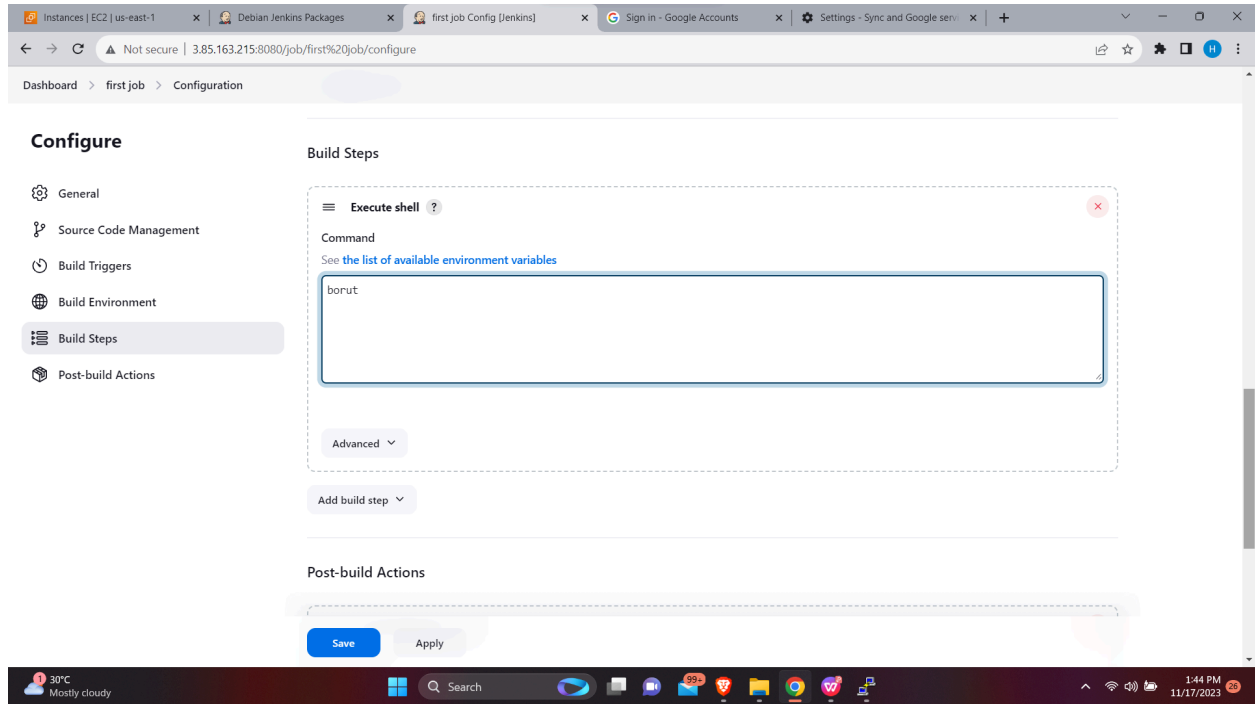 Instances | EC2 | us-east-1
Debian Jenkins Packages
first job Config [Jenkins]
Sign in - Google Accounts
Settings - Sync and Google servi
Not secure | 3.85.163.215:8080/job/first%20job/configure
H
Dashboard > first job > Configuration
Configure
General
Source Code Management
Build Triggers
Build Environment
Build Steps
Post-build Actions
Build Steps
Execute shell ?
Command
See the list of available environment variables
borut
Advanced
Add build step
Post-build Actions
Save
Apply
1
30°C
Mostly cloudy
Search
99+
1:44 PM
11/17/2023
26